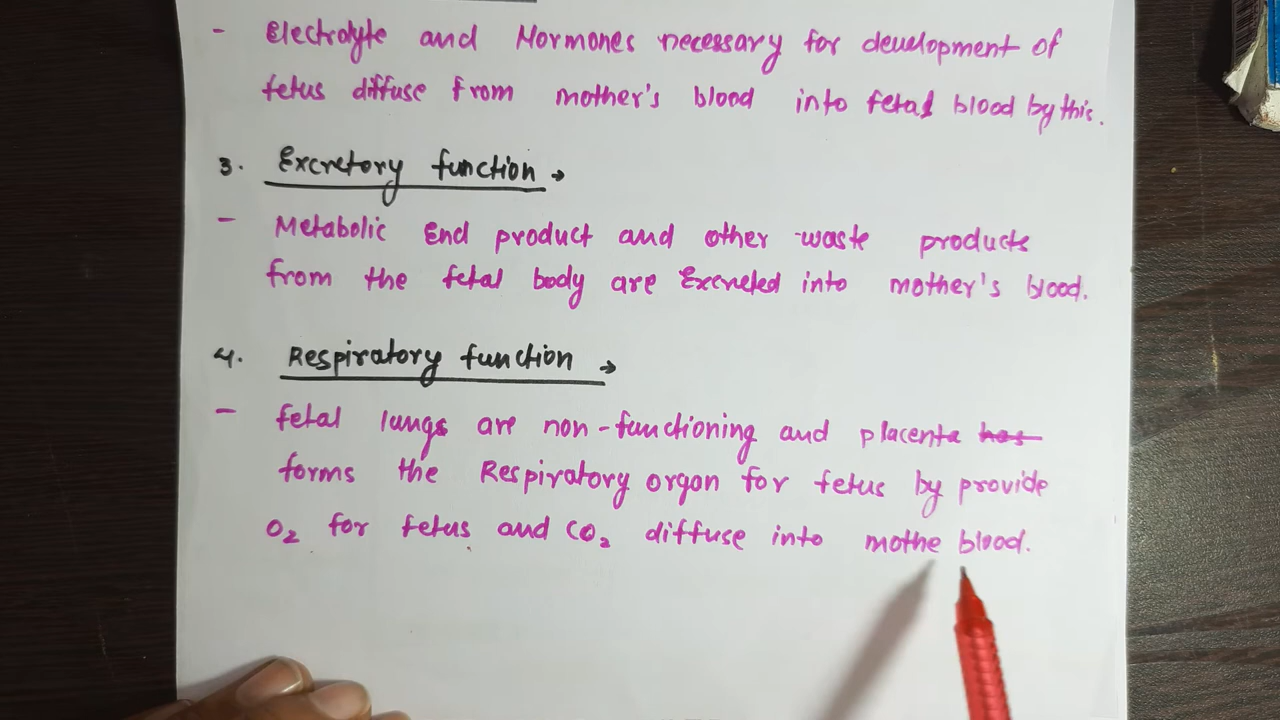 - Electrolyte and Hormones necessary for development of
fetus diffuse from mother's blood into fetal blood by this.
3. Excretory function →
- Metabolic End product and other waste products
from the fetal body are Excreted into mother's blood.
4. Respiratory function →
- fetal lungs are non-functioning and placenta has
forms the Respiratory organ for fetus by provide
O₂ for fetus and CO₂ diffuse into mothe blood.